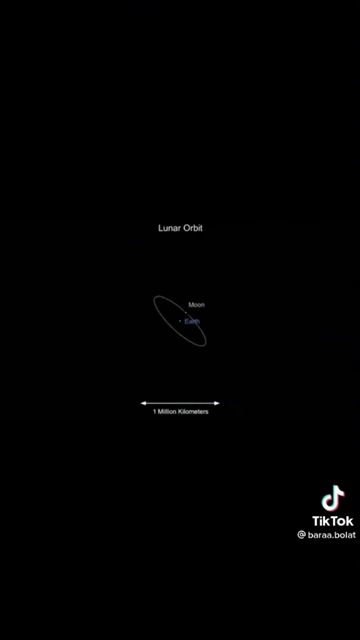 Lunar Orbit
Moon
Earth
1 Million Kilometers
TikTok
@ baraa.bolat